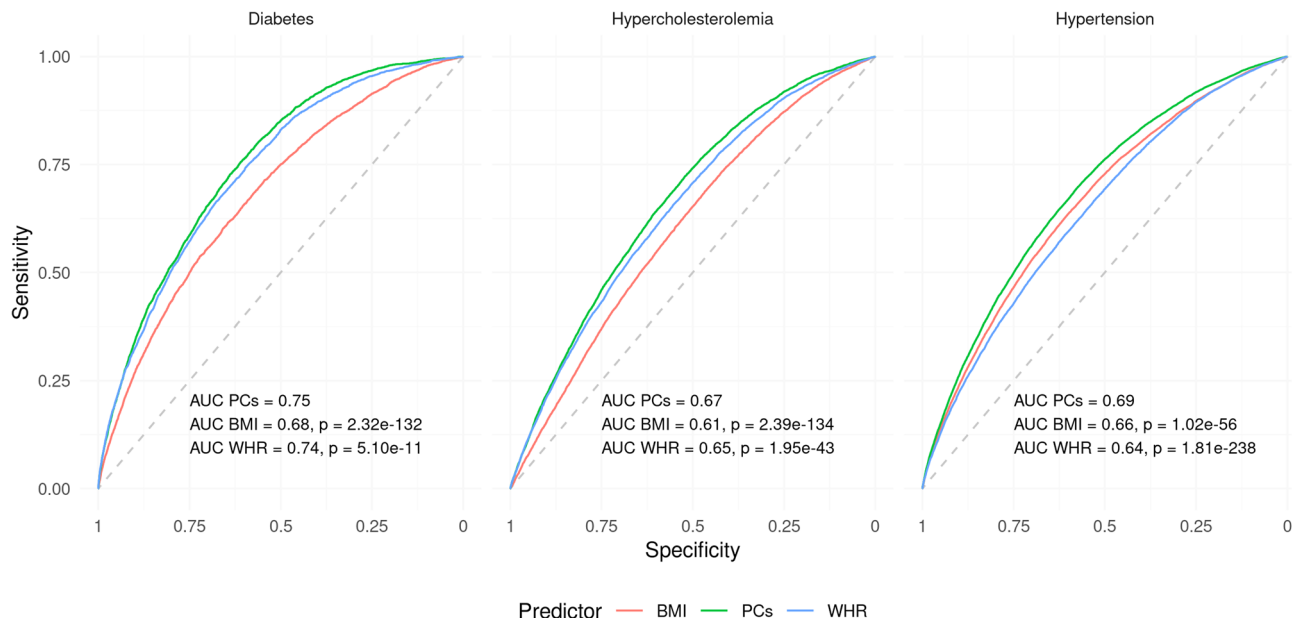 Diabetes
Hypercholesterolemia
Hypertension
Sensitivity
1.00
0.75
0.50
0.25
0.00
AUC PCs = 0.75
AUC BMI = 0.68, p = 2.32e-132
AUC WHR = 0.74, p = 5.10e-11
AUC PCs = 0.67
AUC BMI = 0.61, p = 2.39e-134
AUC WHR = 0.65, p = 1.95e-43
AUC PCs = 0.69
AUC BMI = 0.66, p = 1.02e-56
AUC WHR = 0.64, p = 1.81e-238
1 0.75 0.5 0.25 0
1 0.75 0.5 0.25 0
1 0.75 0.5 0.25 0
Specificity
Predictor BMI PCs WHR